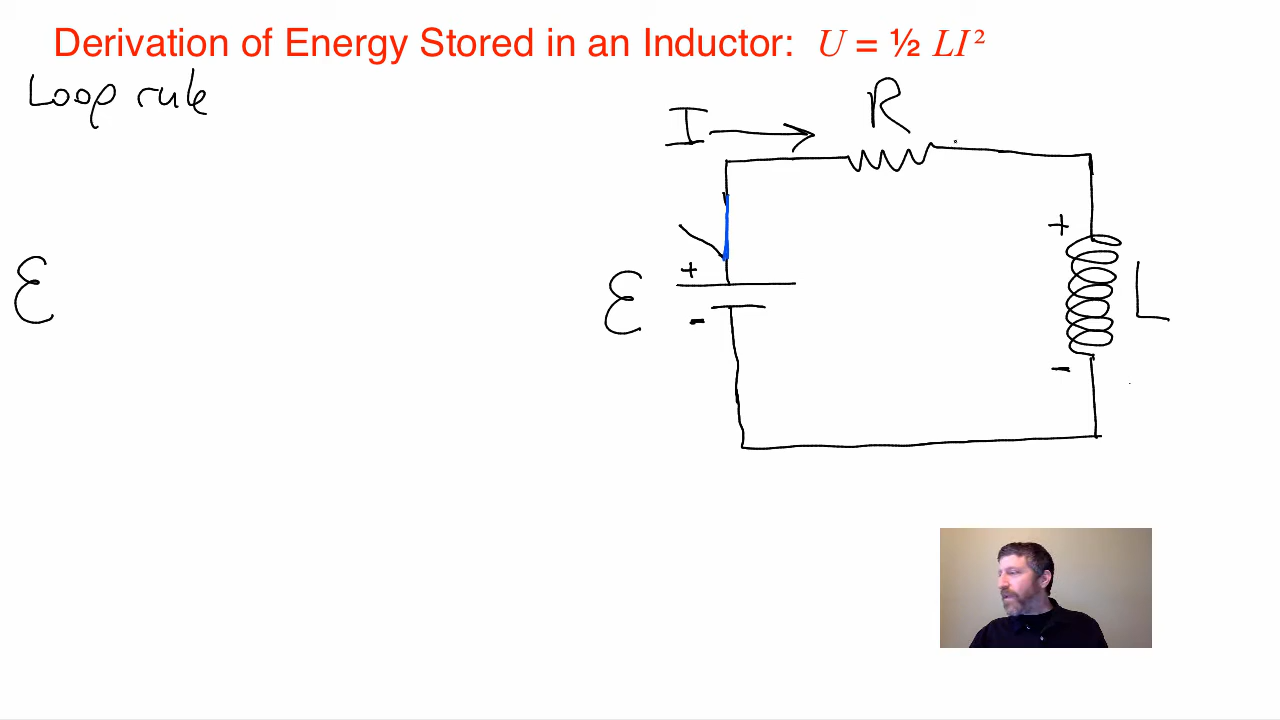 Derivation of Energy Stored in an Inductor: U = ½ LI²
Loop rule
I
R
+
+
ℰ
ℰ
-
L
-